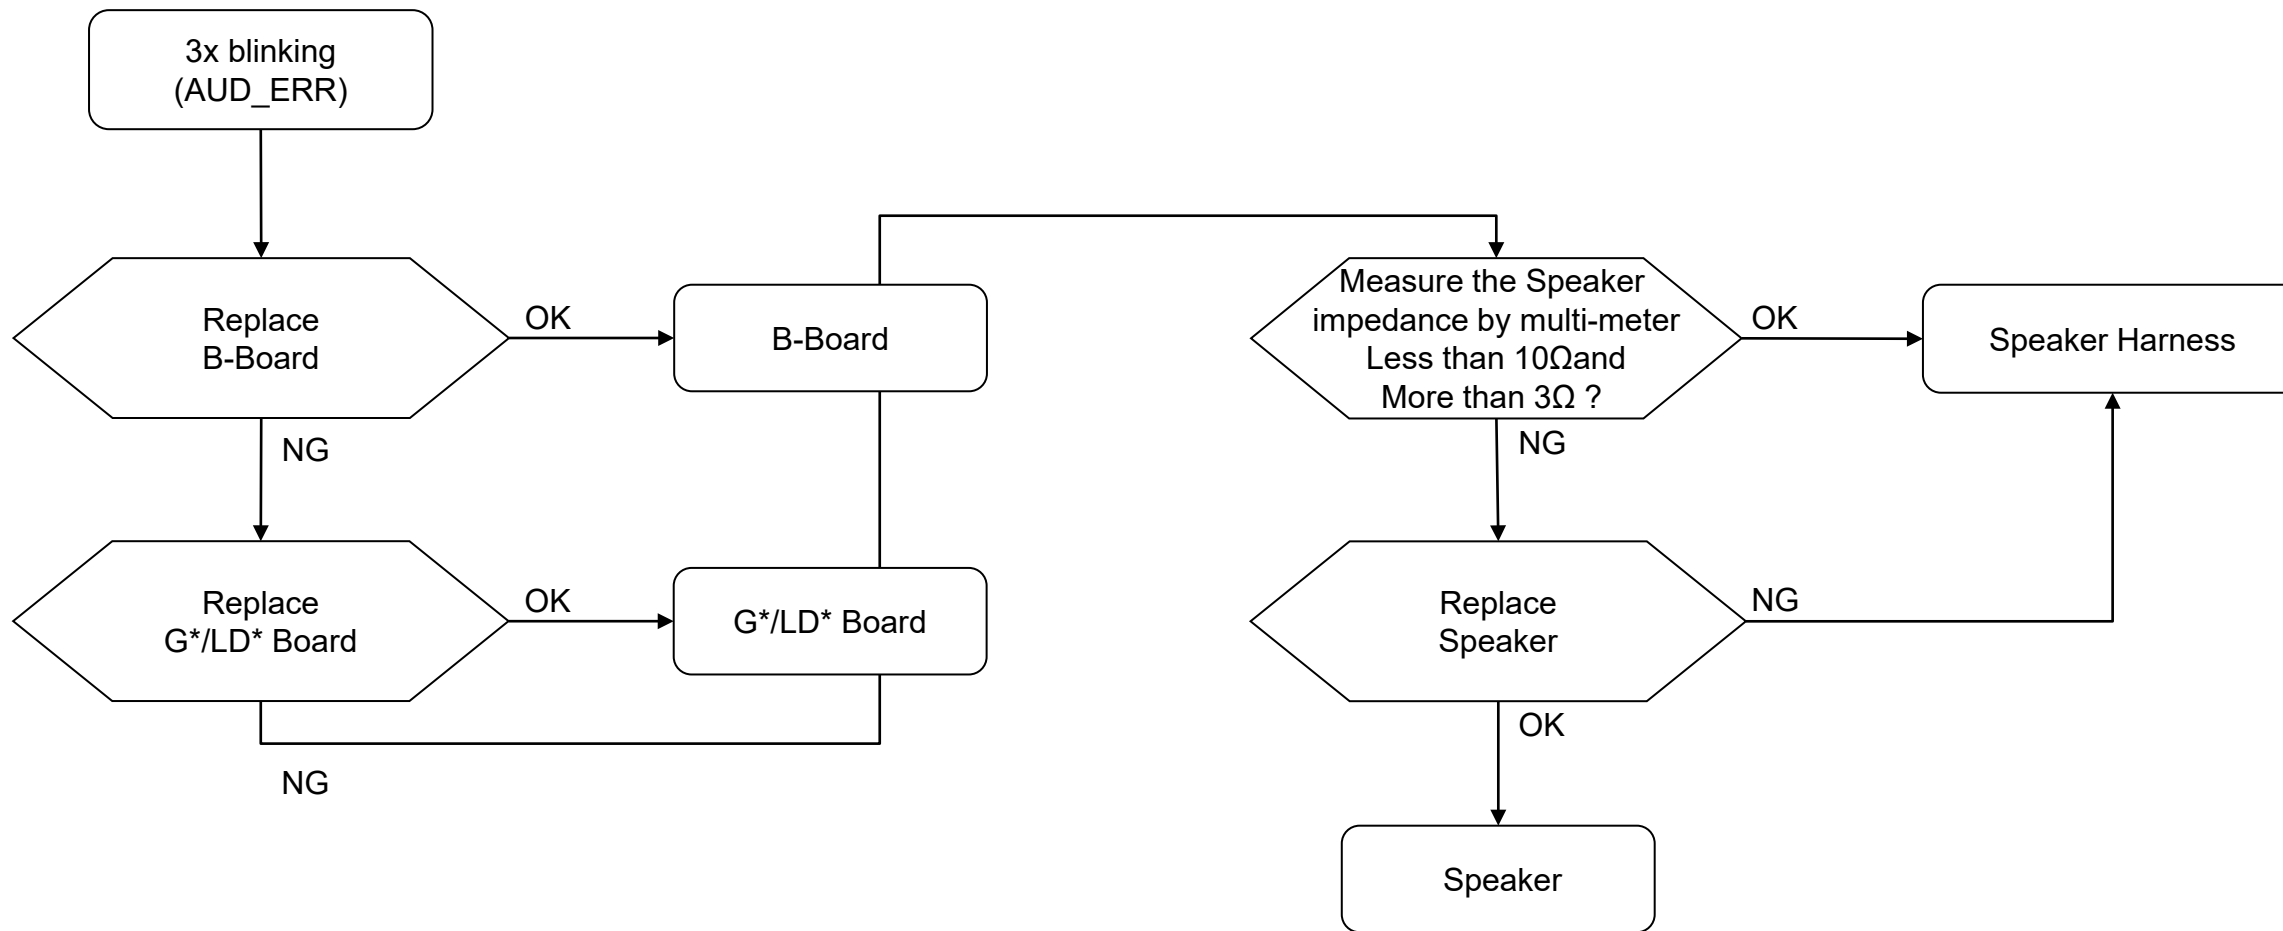 3x blinking
(AUD_ERR)
Replace
B-Board
OK
B-Board
NG
Replace
G*/LD* Board
OK
G*/LD* Board
NG
Measure the Speaker
impedance by multi-meter
Less than 10Ωand
More than 3Ω ?
OK
Speaker Harness
NG
Replace
Speaker
NG
OK
Speaker